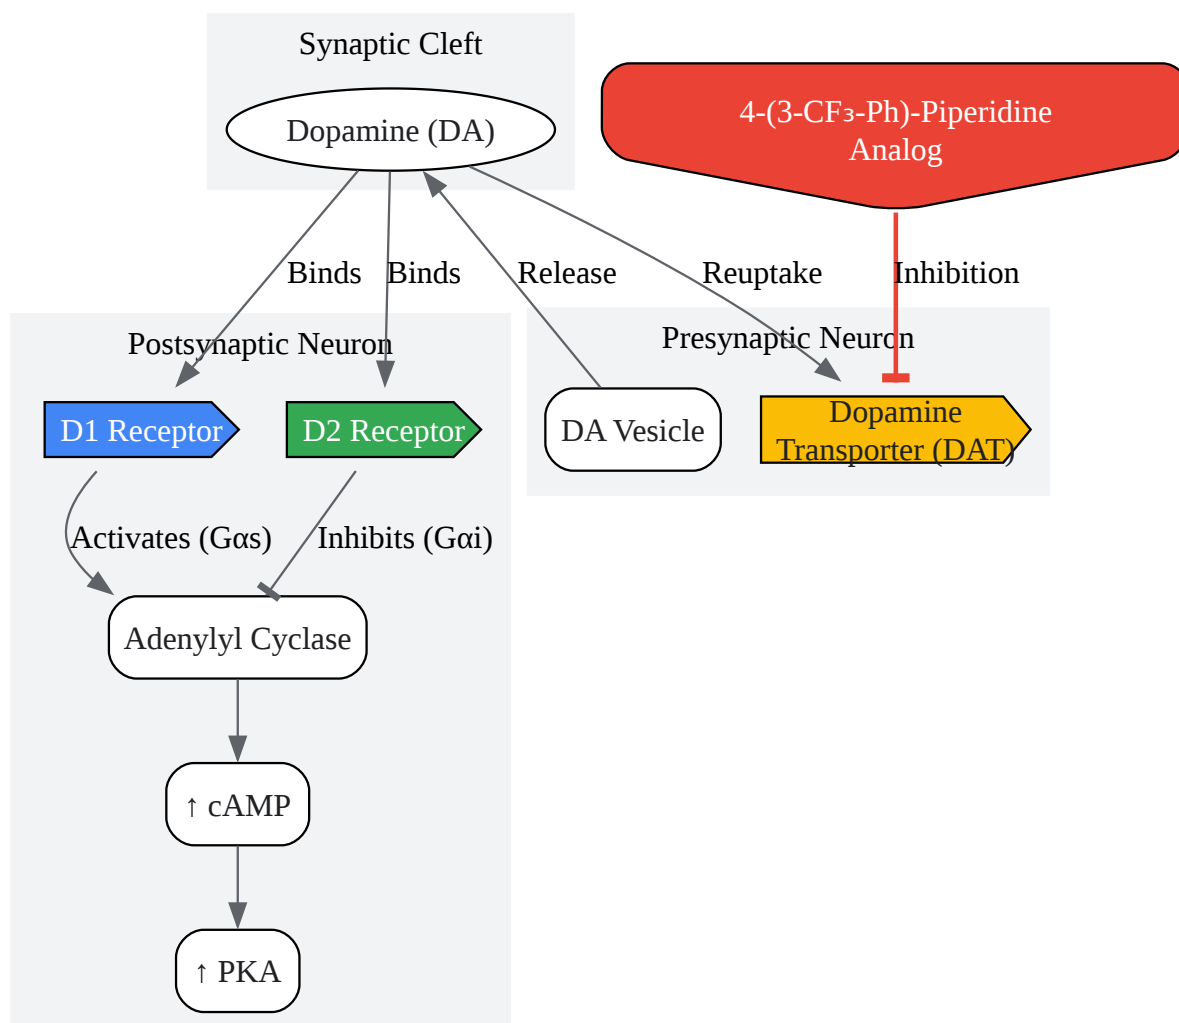 Synaptic Cleft
Dopamine (DA)
4-(3-CF₃-Ph)-Piperidine
Analog
Binds
Binds
Release
Reuptake
Inhibition
Postsynaptic Neuron
Presynaptic Neuron
D1 Receptor
D2 Receptor
DA Vesicle
Dopamine
Transporter (DAT)
Activates (Gαs)
Inhibits (Gαi)
Adenylyl Cyclase
↑ cAMP
↑ PKA